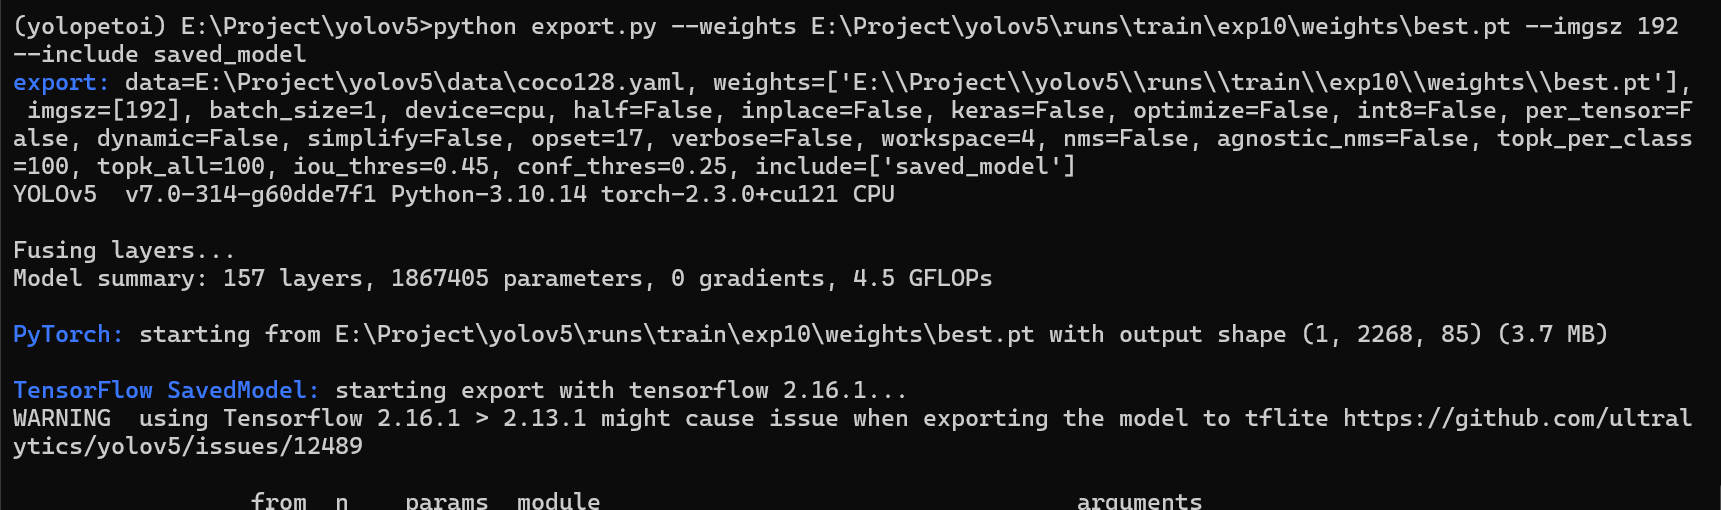 (yolopetoi) E:\Project\yolov5>python export.py --weights E:\Project\yolov5\runs\train\exp10\weights\best.pt --imgsz 192
--include saved_model
export: data=E:\Project\yolov5\data\coco128.yaml, weights=['E:\\Project\\yolov5\\runs\\train\\exp10\\weights\\best.pt'],
 imgsz=[192], batch_size=1, device=cpu, half=False, inplace=False, keras=False, optimize=False, int8=False, per_tensor=F
alse, dynamic=False, simplify=False, opset=17, verbose=False, workspace=4, nms=False, agnostic_nms=False, topk_per_class
=100, topk_all=100, iou_thres=0.45, conf_thres=0.25, include=['saved_model']
YOLOv5  v7.0-314-g60dde7f1 Python-3.10.14 torch-2.3.0+cu121 CPU
Fusing layers...
Model summary: 157 layers, 1867405 parameters, 0 gradients, 4.5 GFLOPs
PyTorch: starting from E:\Project\yolov5\runs\train\exp10\weights\best.pt with output shape (1, 2268, 85) (3.7 MB)
TensorFlow SavedModel: starting export with tensorflow 2.16.1...
WARNING  using Tensorflow 2.16.1 > 2.13.1 might cause issue when exporting the model to tflite https://github.com/ultral
ytics/yolov5/issues/12489
from  n    params  module                                  arguments